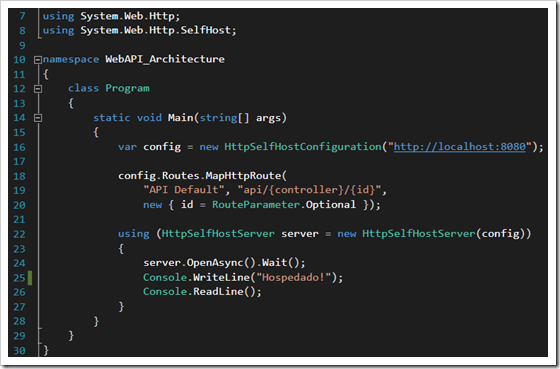 7 using System.Web.Http;
8 using System.Web.Http.SelfHost;
9
10 namespace WebAPI_Architecture
11 {
12     class Program
13     {
14         static void Main(string[] args)
15         {
16             var config = new HttpSelfHostConfiguration("http://localhost:8080");
17
18             config.Routes.MapHttpRoute(
19                 "API Default", "api/{controller}/{id}",
20                 new { id = RouteParameter.Optional });
21
22             using (HttpSelfHostServer server = new HttpSelfHostServer(config))
23             {
24                 server.OpenAsync().Wait();
25                 Console.WriteLine("Hospedado!");
26                 Console.ReadLine();
27             }
28         }
29     }
30 }